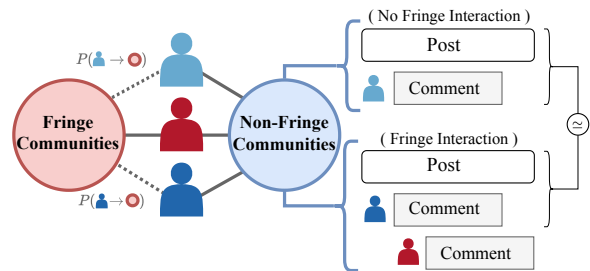 P( → )
Fringe
Communities
P( → )
Non-Fringe
Communities
( No Fringe Interaction )
Post
Comment
( Fringe Interaction )
Post
Comment
Comment
≃